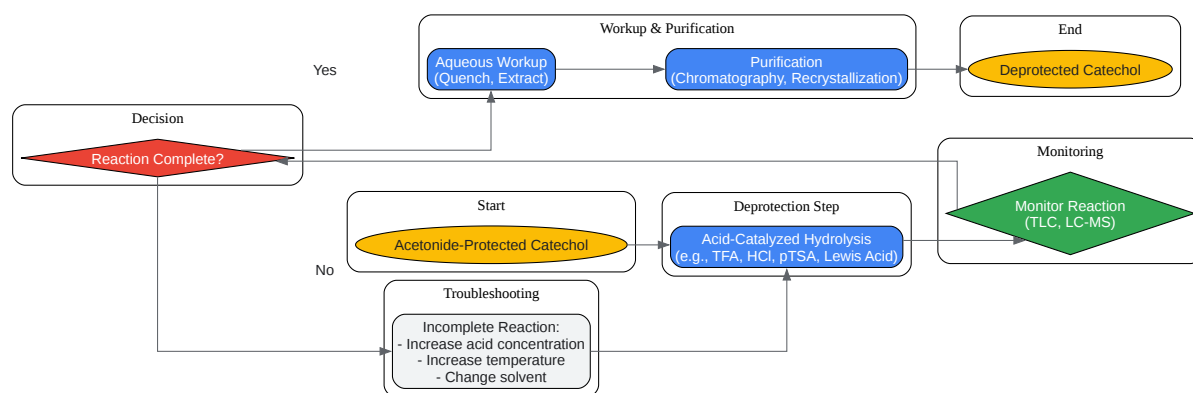 Workup & Purification
Aqueous Workup
(Quench, Extract)
Purification
(Chromatography, Recrystallization)
End
Deprotected Catechol
Yes
Decision
Reaction Complete?
Monitoring
Monitor Reaction
(TLC, LC-MS)
Start
Acetonide-Protected Catechol
Deprotection Step
Acid-Catalyzed Hydrolysis
(e.g., TFA, HCl, pTSA, Lewis Acid)
No
Troubleshooting
Incomplete Reaction:
- Increase acid concentration
- Increase temperature
- Change solvent